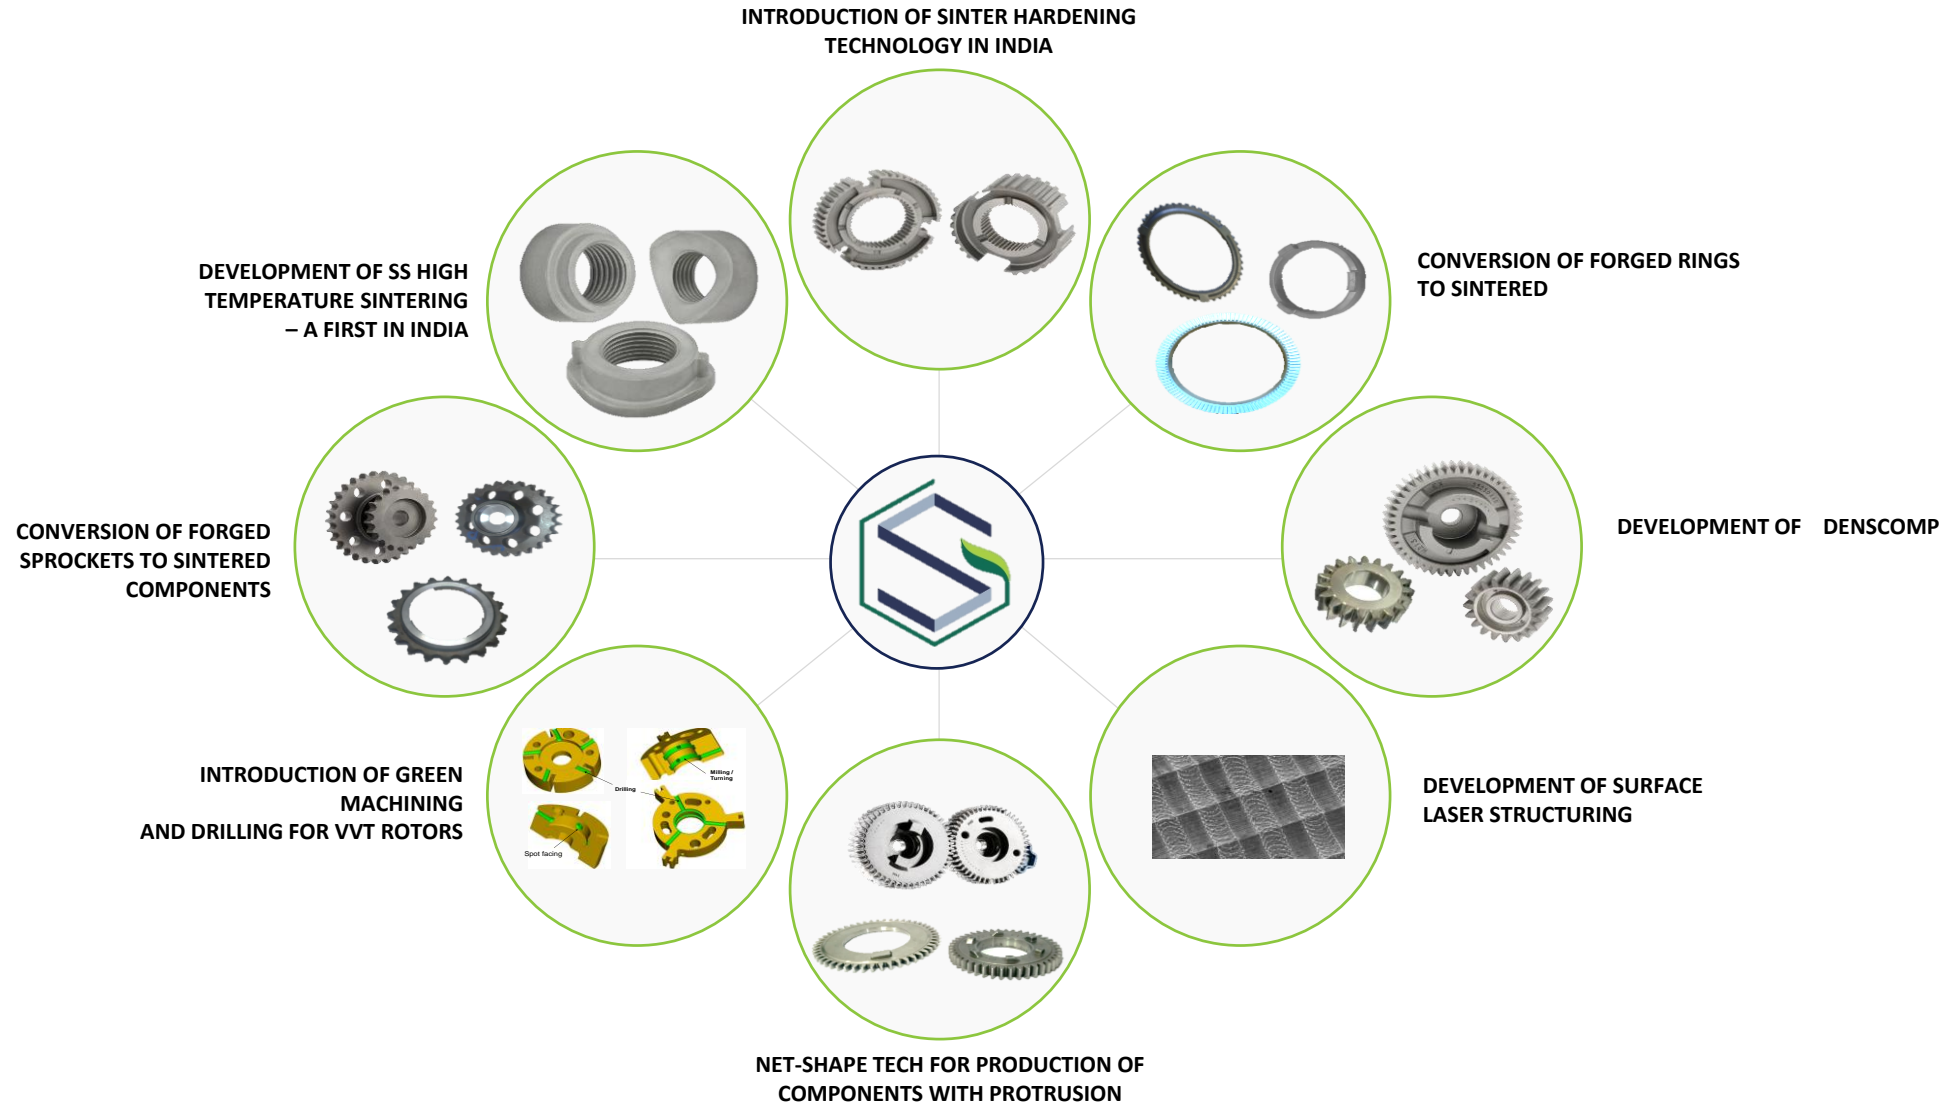 INTRODUCTION OF SINTER HARDENING
TECHNOLOGY IN INDIA
CONVERSION OF FORGED RINGS
TO SINTERED
DEVELOPMENT OF DENSCOMP
DEVELOPMENT OF SURFACE
LASER STRUCTURING
NET-SHAPE TECH FOR PRODUCTION OF
COMPONENTS WITH PROTRUSION
INTRODUCTION OF GREEN
MACHINING
AND DRILLING FOR VVT ROTORS
Milling /
Turning
Drilling
Spot facing
CONVERSION OF FORGED
SPROCKETS TO SINTERED
COMPONENTS
DEVELOPMENT OF SS HIGH
TEMPERATURE SINTERING
– A FIRST IN INDIA